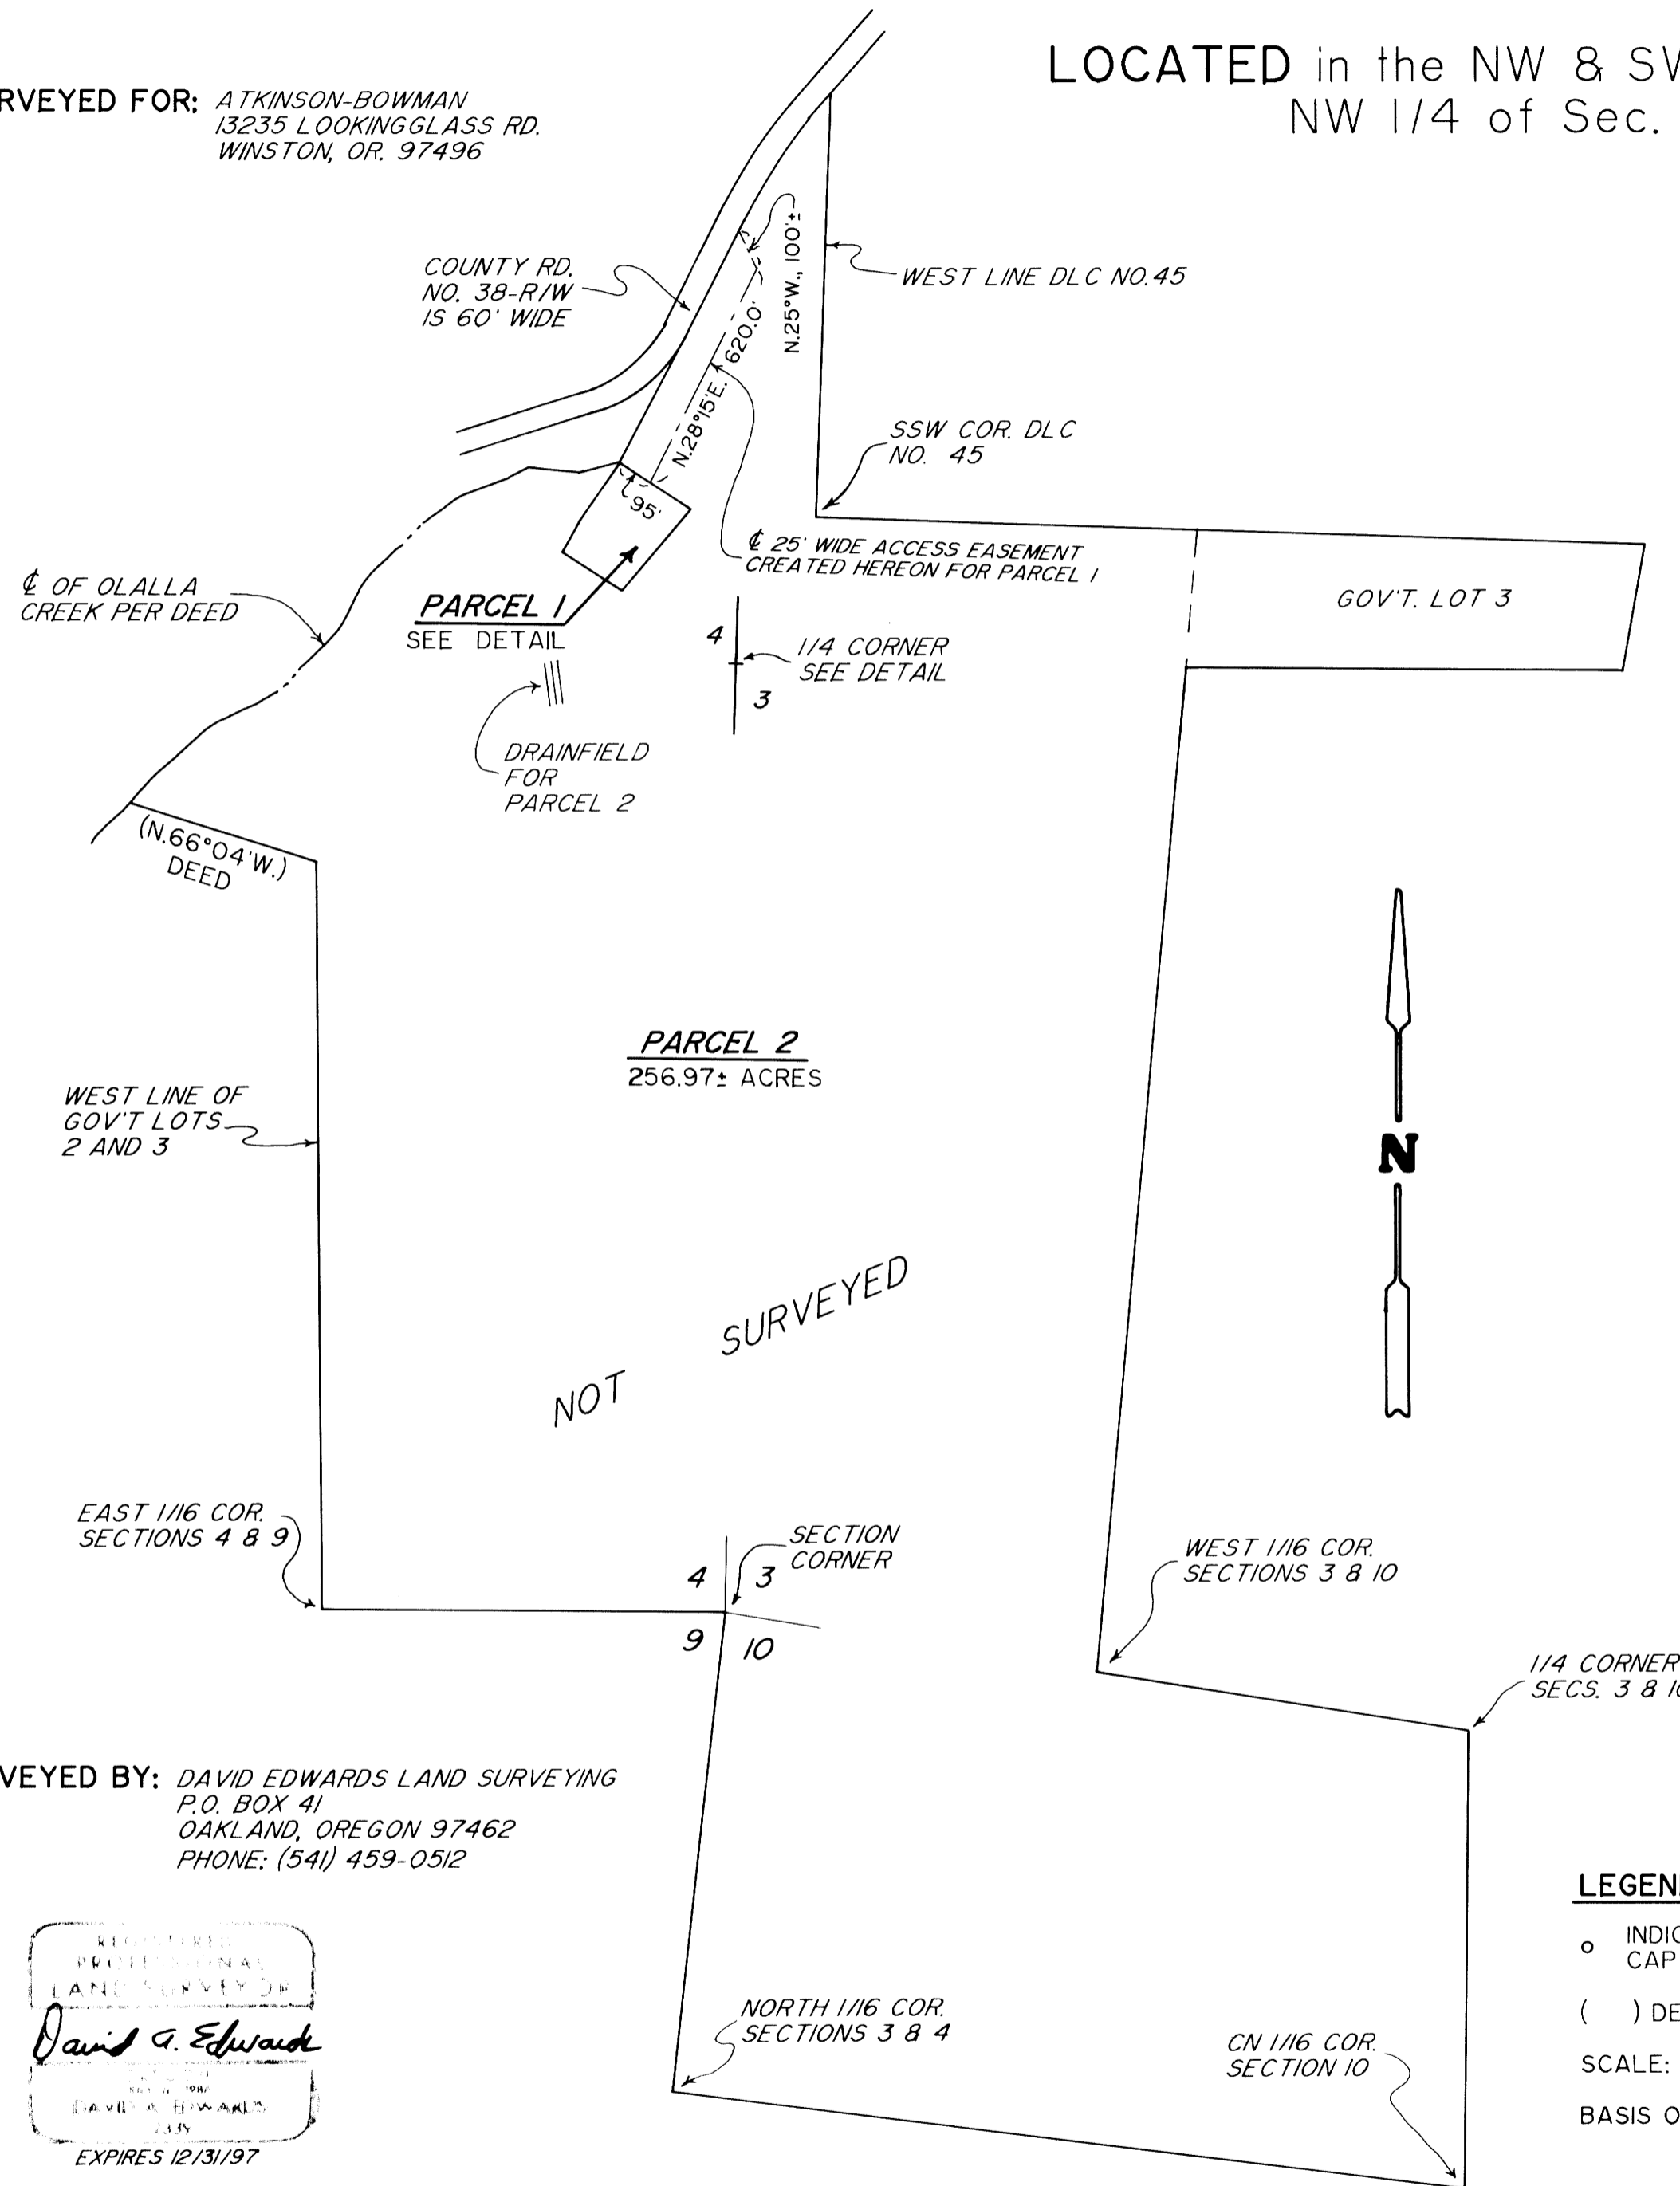 LOCATED in the NW & SW
NW 1/4 of Sec.
RVEYED FOR: ATKINSON-BOWMAN
13235 LOOKINGGLASS RD.
WINSTON, OR. 97496
COUNTY RD.
NO. 38-R/W
IS 60' WIDE
N.25°W., 100'±
WEST LINE DLC NO.45
N.28°15'E. 620.0'
SSW COR. DLC
NO. 45
95'
℄ 25' WIDE ACCESS EASEMENT
CREATED HEREON FOR PARCEL 1
GOV'T. LOT 3
℄ OF OLALLA
CREEK PER DEED
PARCEL 1
SEE DETAIL
4
1/4 CORNER
SEE DETAIL
3
DRAINFIELD
FOR
PARCEL 2
(N.66°04'W.)
DEED
PARCEL 2
256.97± ACRES
WEST LINE OF
GOV'T LOTS
2 AND 3
N
NOT SURVEYED
EAST 1/16 COR.
SECTIONS 4 & 9
SECTION
CORNER
4 3
9 10
WEST 1/16 COR.
SECTIONS 3 & 10
1/4 CORNER
SECS. 3 & 10
VEYED BY: DAVID EDWARDS LAND SURVEYING
P.O. BOX 41
OAKLAND, OREGON 97462
PHONE: (541) 459-0512
REGISTERED
PROFESSIONAL
LAND SURVEYOR
David A. Edwards
DAVID A. EDWARDS
EXPIRES 12/31/97
NORTH 1/16 COR.
SECTIONS 3 & 4
CN 1/16 COR.
SECTION 10
LEGEN
INDIC
CAP
( ) DE
SCALE:
BASIS O